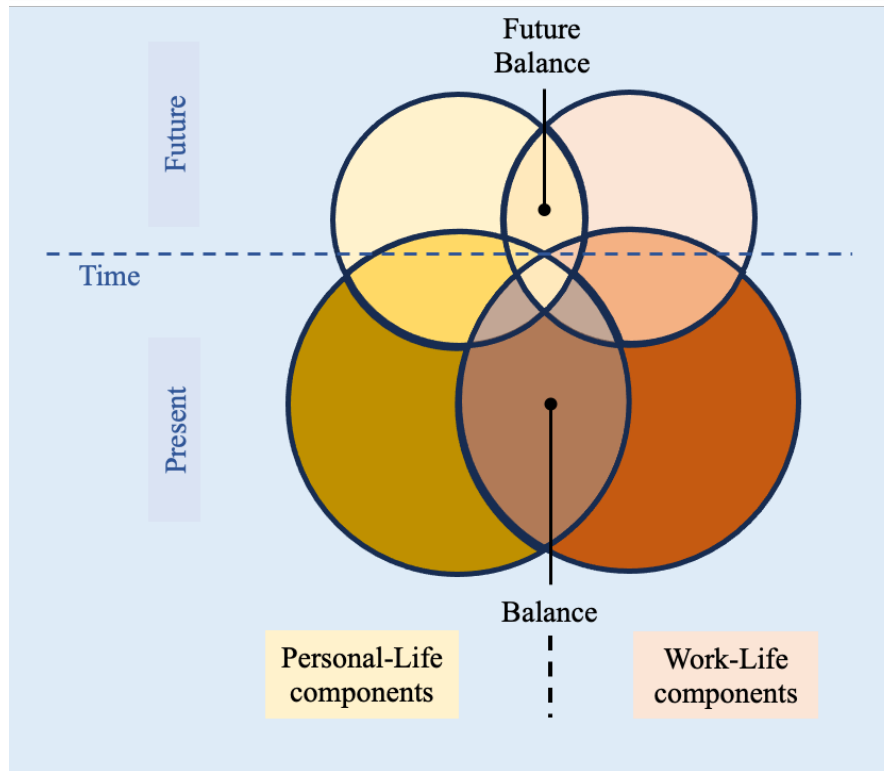 Future
Balance
Future
Time
Present
Balance
Personal-Life
components
Work-Life
components